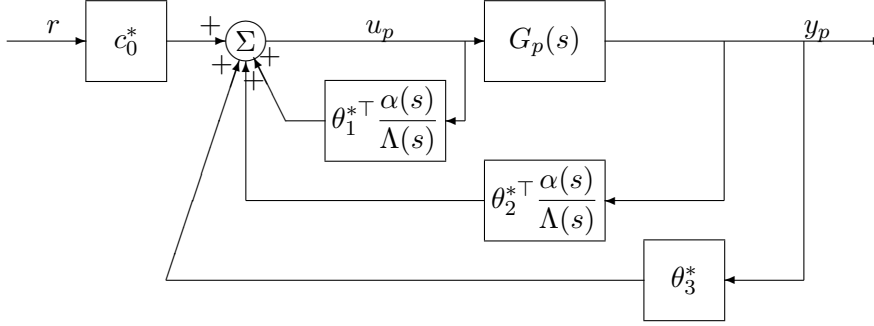 r
c_0^*
+
Σ
+
+
+
u_p
G_p(s)
y_p
θ_1^{*⊤} α(s)/Λ(s)
θ_2^{*⊤} α(s)/Λ(s)
θ_3^*